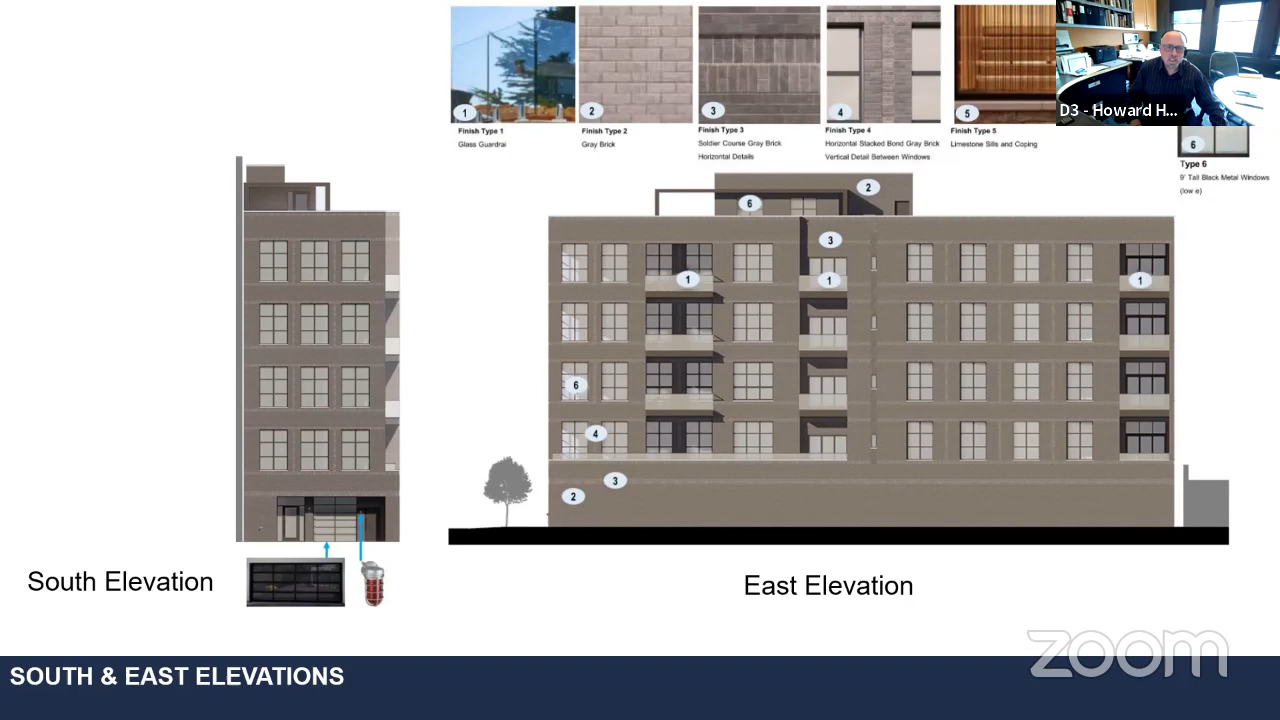 1
2
3
4
5
D3 - Howard H...
Finish Type 1
Glass Guardrai
Finish Type 2
Gray Brick
Finish Type 3
Soldier Course Gray Brick
Horizontal Details
Finish Type 4
Horizontal Stacked Bond Gray Brick
Vertical Detail Between Windows
Finish Type 5
Limestone Sills and Coping
6
Type 6
9' Tall Black Metal Windows
(low e)
2
6
3
1
1
1
6
4
3
2
South Elevation
East Elevation
zoom
SOUTH & EAST ELEVATIONS